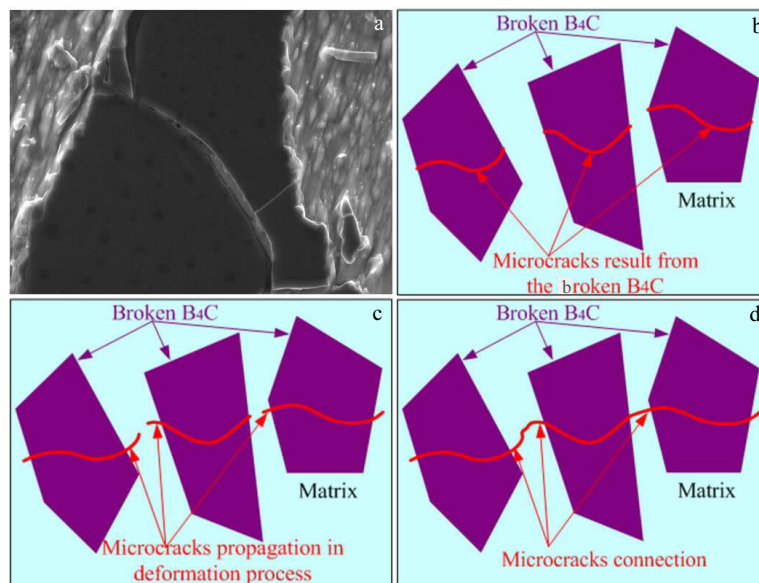 a
Broken B4C
b
Matrix
Microcracks result from
the broken B4C
Broken B4C
c
Matrix
Microcracks propagation in
deformation process
Broken B4C
d
Matrix
Microcracks connection